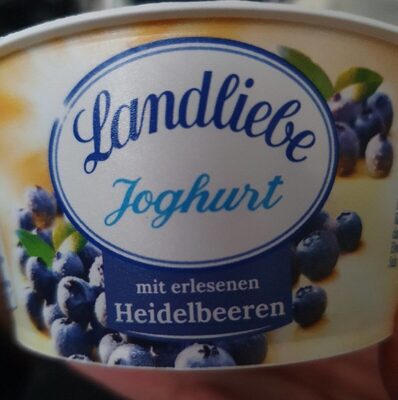 Landliebe
Joghurt
mit erlesenen
Heidelbeeren